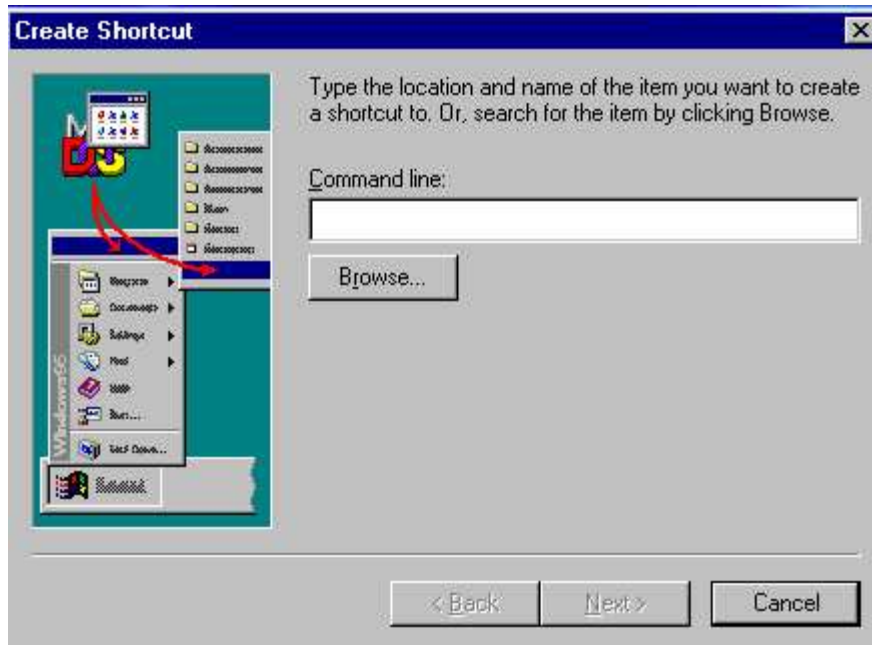 Create Shortcut
Type the location and name of the item you want to create
a shortcut to. Or, search for the item by clicking Browse.
Command line:
Browse...
Windows95
< Back
Next >
Cancel